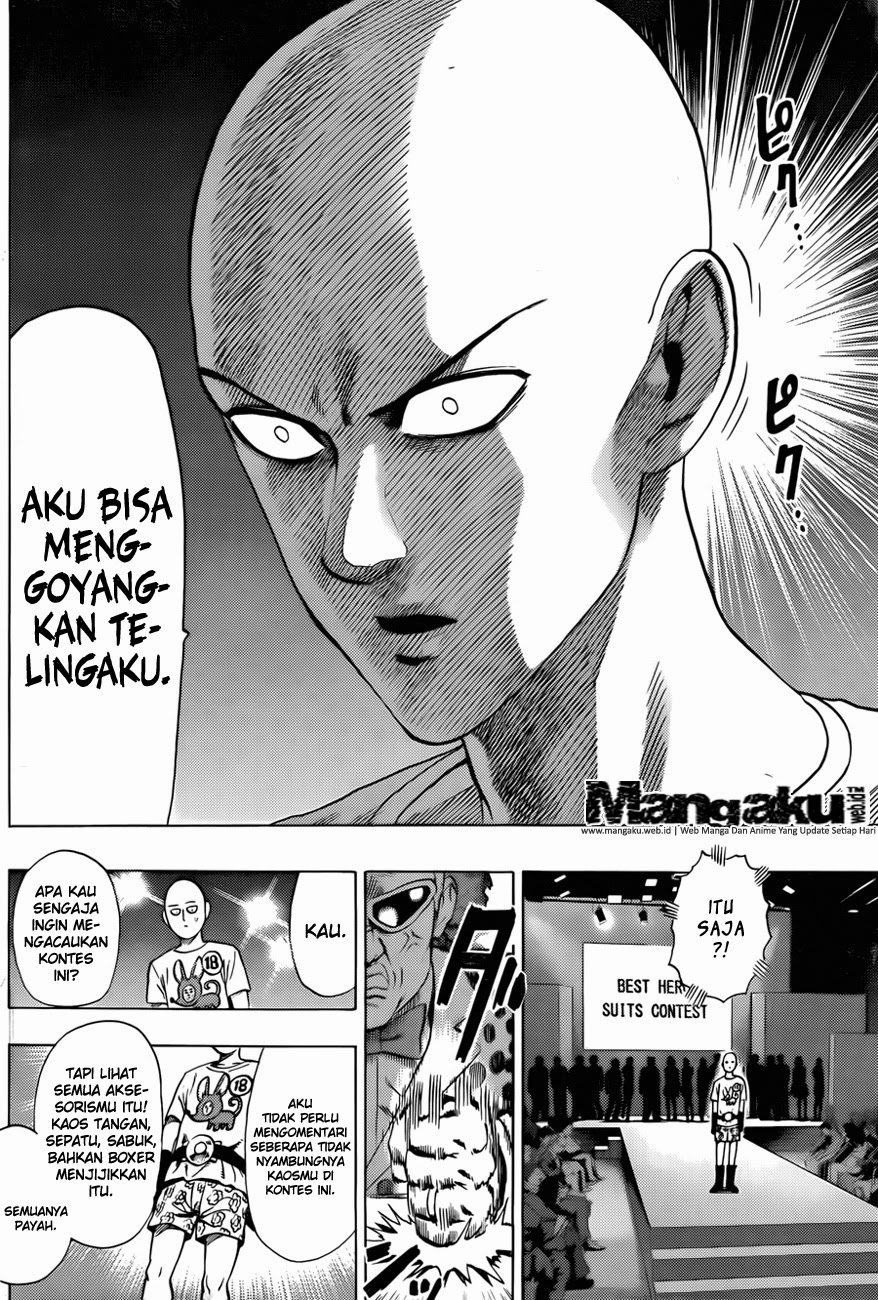 ピク…
ピク…
AKU BISA
MENG-
GOYANG-
KAN TE-
LINGAKU.
Mangaku
www.mangaku.web.id | Web Manga Dan Anime Yang Update Setiap Hari
ITU
SAJA
?!
BEST HER
SUITS CONTEST
KAU.
APA KAU
SENGAJA
INGIN ME-
NGACAUKAN
KONTES
INI?
18
AKU
TIDAK PERLU
MENGOMENTARI
SEBERAPA TIDAK
NYAMBUNGNYA
KAOSMU DI
KONTES INI.
18
TAPI LIHAT
SEMUA AKSE-
SORISMU ITU!
KAOS TANGAN,
SEPATU, SABUK,
BAHKAN BOXER
MENJIJIKKAN
ITU.
SEMUANYA
PAYAH.